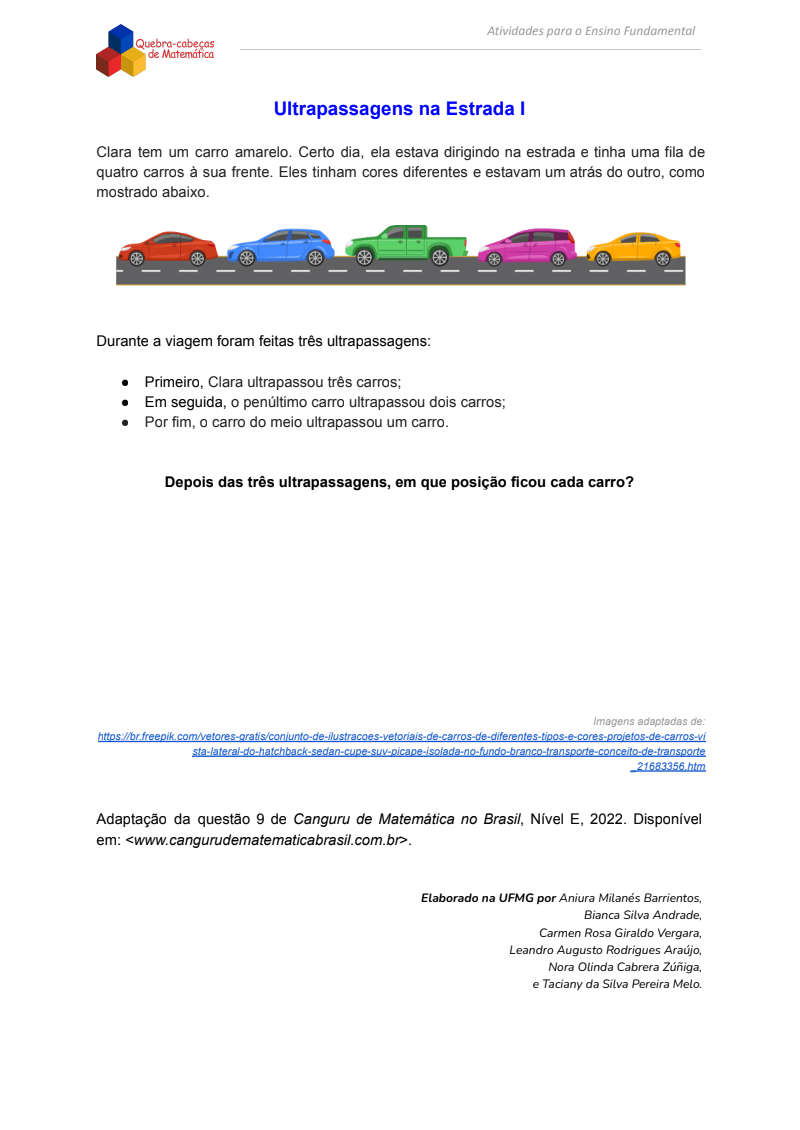 Quebra-cabeças
de Matemática
Atividades para o Ensino Fundamental
Ultrapassagens na Estrada I
Clara tem um carro amarelo. Certo dia, ela estava dirigindo na estrada e tinha uma fila de
quatro carros à sua frente. Eles tinham cores diferentes e estavam um atrás do outro, como
mostrado abaixo.
Durante a viagem foram feitas três ultrapassagens:
● Primeiro, Clara ultrapassou três carros;
● Em seguida, o penúltimo carro ultrapassou dois carros;
● Por fim, o carro do meio ultrapassou um carro.
Depois das três ultrapassagens, em que posição ficou cada carro?
Imagens adaptadas de:
https://br.freepik.com/vetores-gratis/conjunto-de-ilustracoes-vetoriais-de-carros-de-diferentes-tipos-e-cores-projetos-de-carros-vi
sta-lateral-do-hatchback-sedan-cupe-suv-picape-isolada-no-fundo-branco-transporte-conceito-de-transporte
_21683356.htm
Adaptação da questão 9 de Canguru de Matemática no Brasil, Nível E, 2022. Disponível
em: <www.cangurudematematicabrasil.com.br>.
Elaborado na UFMG por Aniura Milanés Barrientos,
Bianca Silva Andrade,
Carmen Rosa Giraldo Vergara,
Leandro Augusto Rodrigues Araújo,
Nora Olinda Cabrera Zúñiga,
e Taciany da Silva Pereira Melo.